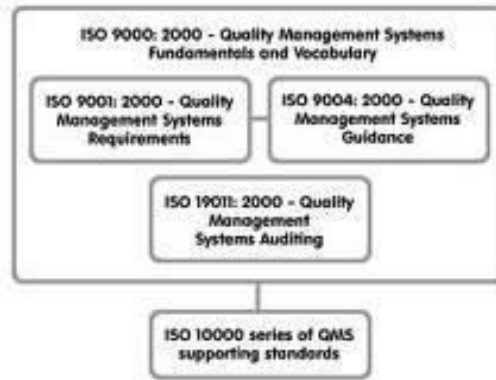 ISO 9000: 2000 - Quality Management Systems
Fundamentals and Vocabulary
ISO 9001: 2000 - Quality
Management Systems
Requirements
ISO 9004: 2000 - Quality
Management Systems
Guidance
ISO 19011: 2000 - Quality
Management
Systems Auditing
ISO 10000 series of QMS
supporting standards